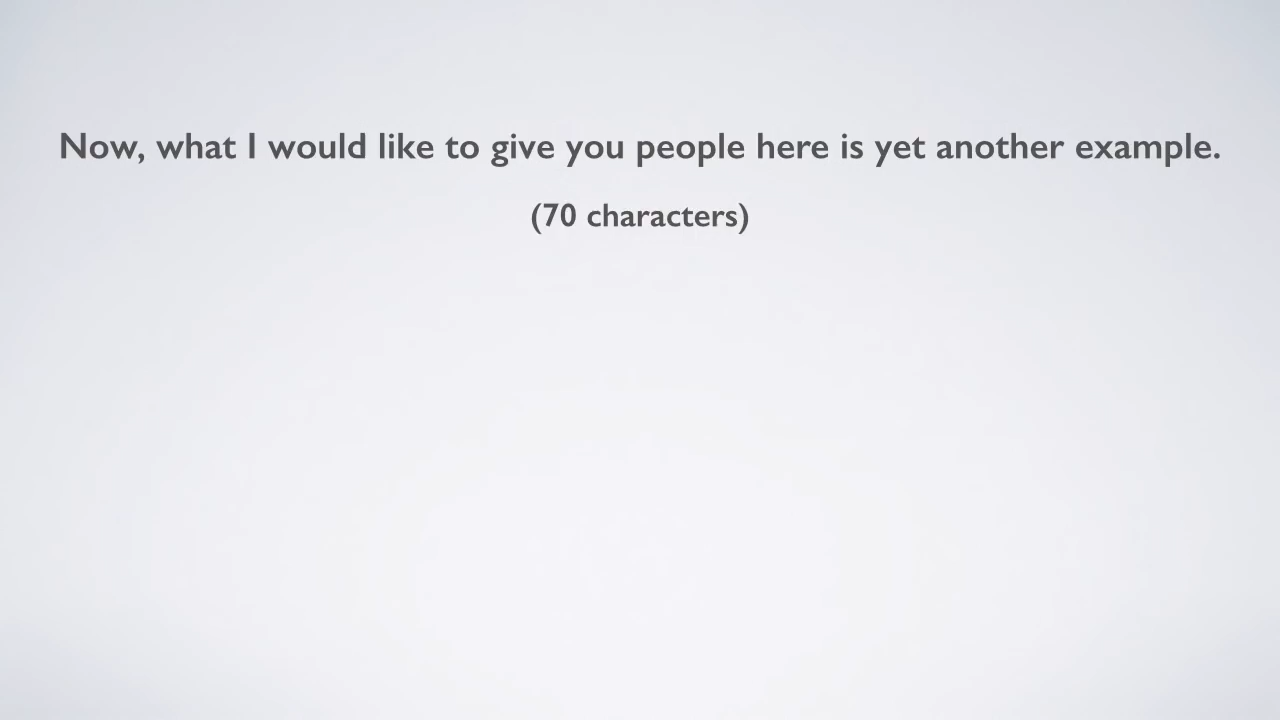 Now, what I would like to give you people here is yet another example.
(70 characters)